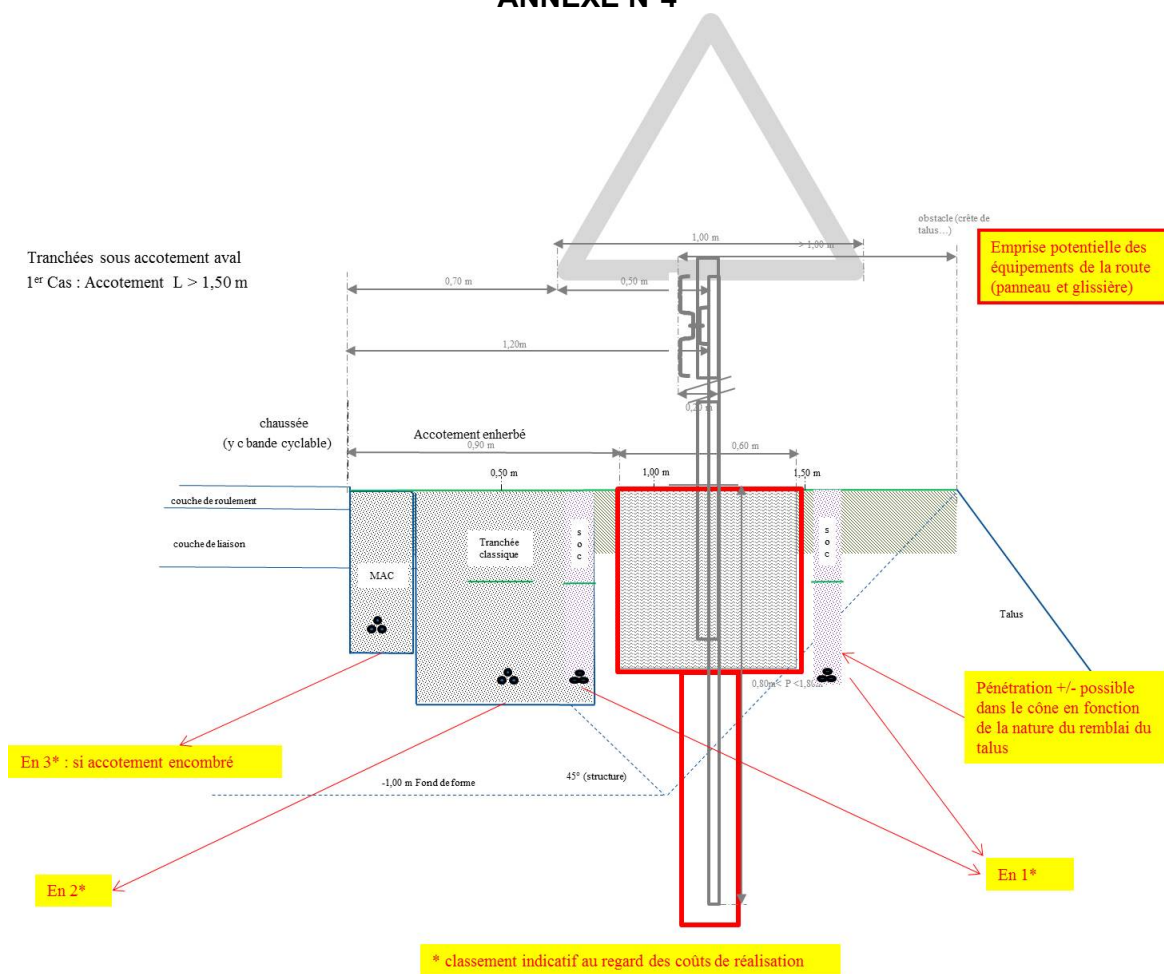 ANNEXE N°4
obstacle (crête de
talus…)
1,00 m
> 1,00 m
Emprise potentielle des
équipements de la route
(panneau et glissière)
Tranchées sous accotement aval
1er Cas : Accotement L > 1,50 m
0,70 m
0,50 m
1,20m
0,20 m
chaussée
(y c bande cyclable)
Accotement enherbé
0,90 m
0,60 m
0,50 m
1,00 m
1,50 m
couche de roulement
couche de liaison
MAC
Tranchée
classique
s
o
c
s
o
c
Talus
0,80m< P <1,80m
Pénétration +/- possible
dans le cône en fonction
de la nature du remblai du
talus
En 3* : si accotement encombré
-1,00 m Fond de forme
45° (structure)
En 2*
En 1*
* classement indicatif au regard des coûts de réalisation